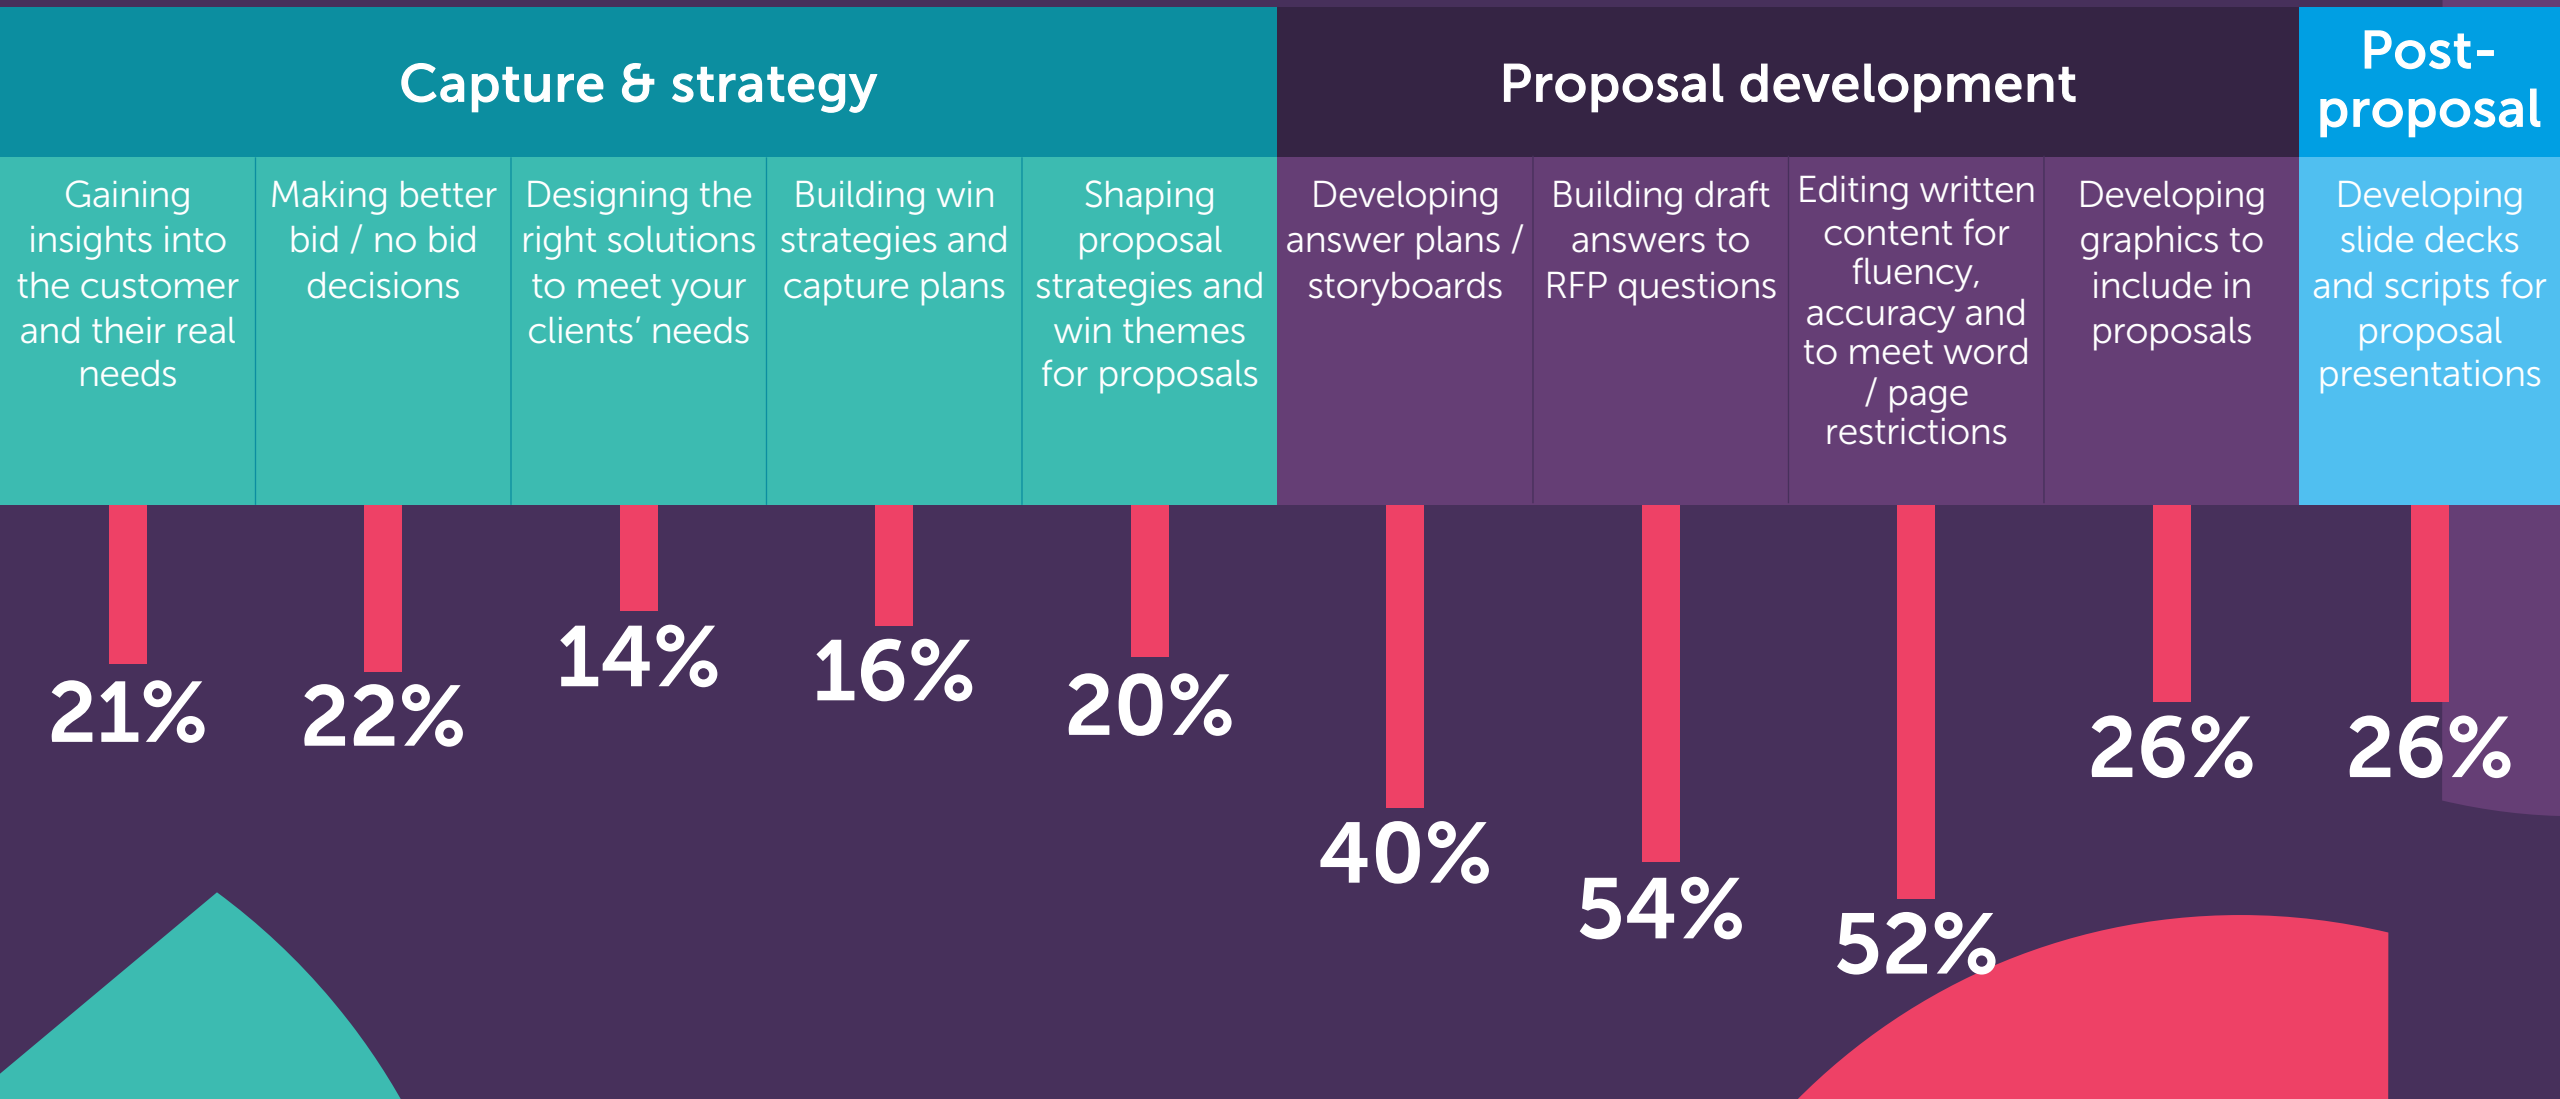 Capture & strategy
Proposal development
Post-
proposal
Gaining
insights into
the customer
and their real
needs
Making better
bid / no bid
decisions
Designing the
right solutions
to meet your
clients’ needs
Building win
strategies and
capture plans
Shaping
proposal
strategies and
win themes
for proposals
Developing
answer plans /
storyboards
Building draft
answers to
RFP questions
Editing written
content for
fluency,
accuracy and
to meet word
/ page
restrictions
Developing
graphics to
include in
proposals
Developing
slide decks
and scripts for
proposal
presentations
21%
22%
14%
16%
20%
40%
54%
52%
26%
26%